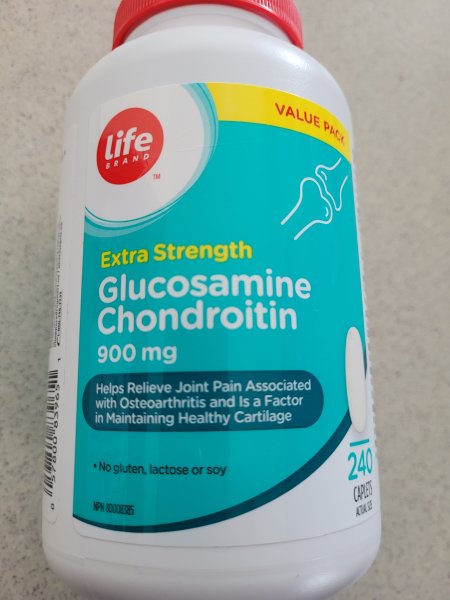 VALUE PACK
life
BRAND
TM
Extra Strength
Glucosamine
Chondroitin
900 mg
Helps Relieve Joint Pain Associated
with Osteoarthritis and Is a Factor
in Maintaining Healthy Cartilage
• No gluten, lactose or soy
240
CAPLETS
ACTUAL SIZE